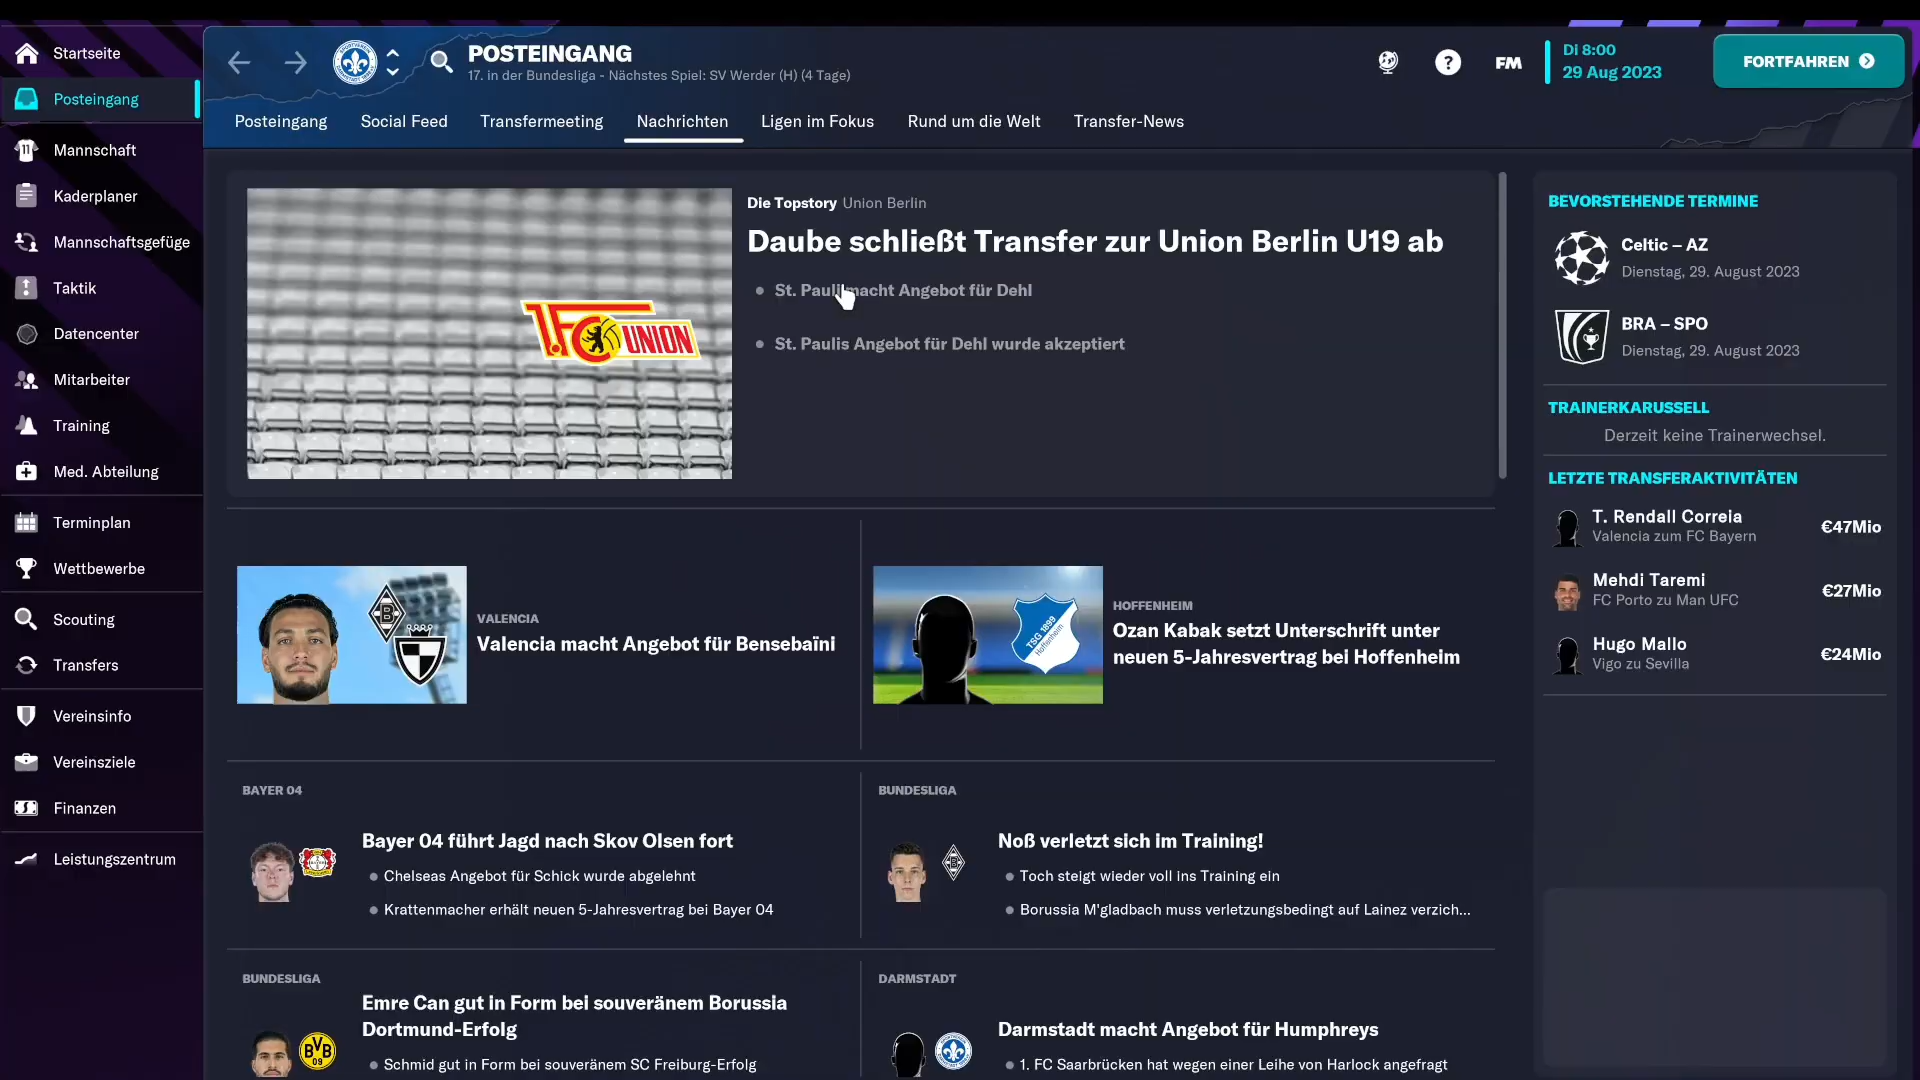 Startseite
Posteingang
Mannschaft
Kaderplaner
Mannschaftsgefüge
Taktik
Datencenter
Mitarbeiter
Training
Med. Abteilung
Terminplan
Wettbewerbe
Scouting
Transfers
Vereinsinfo
Vereinsziele
Finanzen
Leistungszentrum
POSTEINGANG
17. in der Bundesliga - Nächstes Spiel: SV Werder (H) (4 Tage)
?
FM
Di 8:00
29 Aug 2023
FORTFAHREN
Posteingang
Social Feed
Transfermeeting
Nachrichten
Ligen im Fokus
Rund um die Welt
Transfer-News
UNION
Die Topstory Union Berlin
Daube schließt Transfer zur Union Berlin U19 ab
St. Pauli macht Angebot für Dehl
St. Paulis Angebot für Dehl wurde akzeptiert
VALENCIA
Valencia macht Angebot für Bensebaïni
TSG 1899
Hoffenheim
HOFFENHEIM
Ozan Kabak setzt Unterschrift unter
neuen 5-Jahresvertrag bei Hoffenheim
BAYER 04
Bayer 04 führt Jagd nach Skov Olsen fort
Chelseas Angebot für Schick wurde abgelehnt
Krattenmacher erhält neuen 5-Jahresvertrag bei Bayer 04
BUNDESLIGA
Noß verletzt sich im Training!
Toch steigt wieder voll ins Training ein
Borussia M'gladbach muss verletzungsbedingt auf Lainez verzich...
BUNDESLIGA
Emre Can gut in Form bei souveränem Borussia
Dortmund-Erfolg
BVB
09
Schmid gut in Form bei souveränem SC Freiburg-Erfolg
DARMSTADT
Darmstadt macht Angebot für Humphreys
1. FC Saarbrücken hat wegen einer Leihe von Harlock angefragt
BEVORSTEHENDE TERMINE
Celtic – AZ
Dienstag, 29. August 2023
BRA – SPO
Dienstag, 29. August 2023
TRAINERKARUSSELL
Derzeit keine Trainerwechsel.
LETZTE TRANSFERAKTIVITÄTEN
T. Rendall Correia
Valencia zum FC Bayern
€47Mio
Mehdi Taremi
FC Porto zu Man UFC
€27Mio
Hugo Mallo
Vigo zu Sevilla
€24Mio